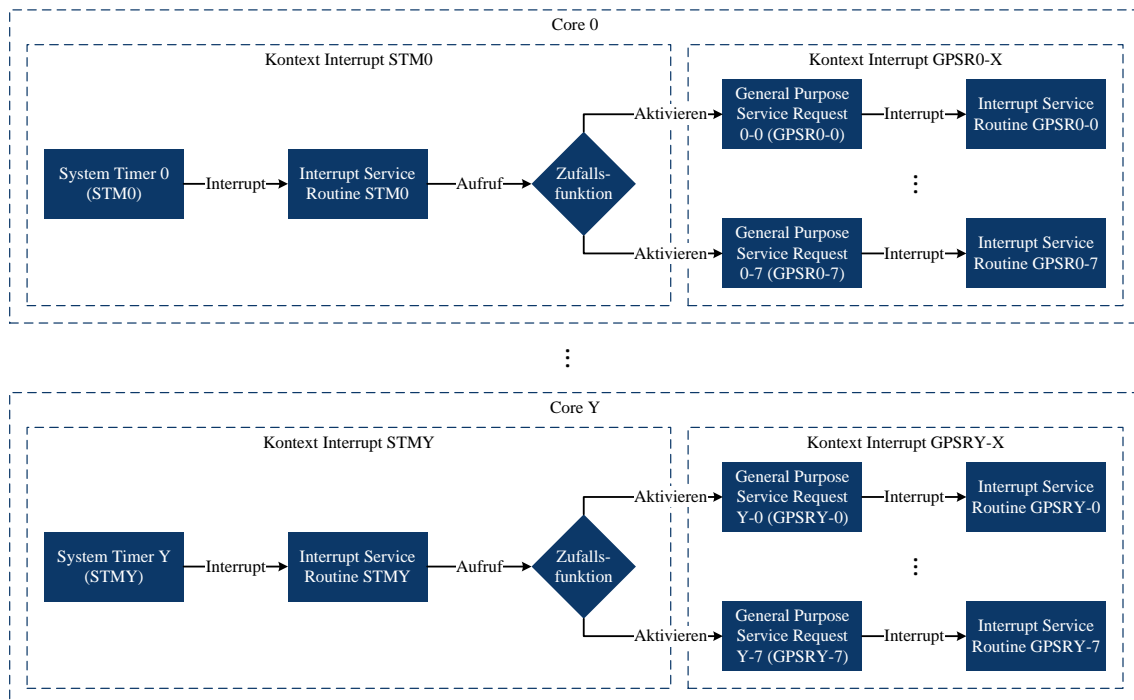 Core 0
Kontext Interrupt STM0
Kontext Interrupt GPSR0-X
System Timer 0
(STM0)
Interrupt
Interrupt Service
Routine STM0
Aufruf
Zufalls-
funktion
Aktivieren
General Purpose
Service Request
0-0 (GPSR0-0)
Interrupt
Interrupt Service
Routine GPSR0-0
⋮
Aktivieren
General Purpose
Service Request
0-7 (GPSR0-7)
Interrupt
Interrupt Service
Routine GPSR0-7
⋮
Core Y
Kontext Interrupt STMY
Kontext Interrupt GPSRY-X
System Timer Y
(STMY)
Interrupt
Interrupt Service
Routine STMY
Aufruf
Zufalls-
funktion
Aktivieren
General Purpose
Service Request
Y-0 (GPSRY-0)
Interrupt
Interrupt Service
Routine GPSRY-0
⋮
Aktivieren
General Purpose
Service Request
Y-7 (GPSRY-7)
Interrupt
Interrupt Service
Routine GPSRY-7